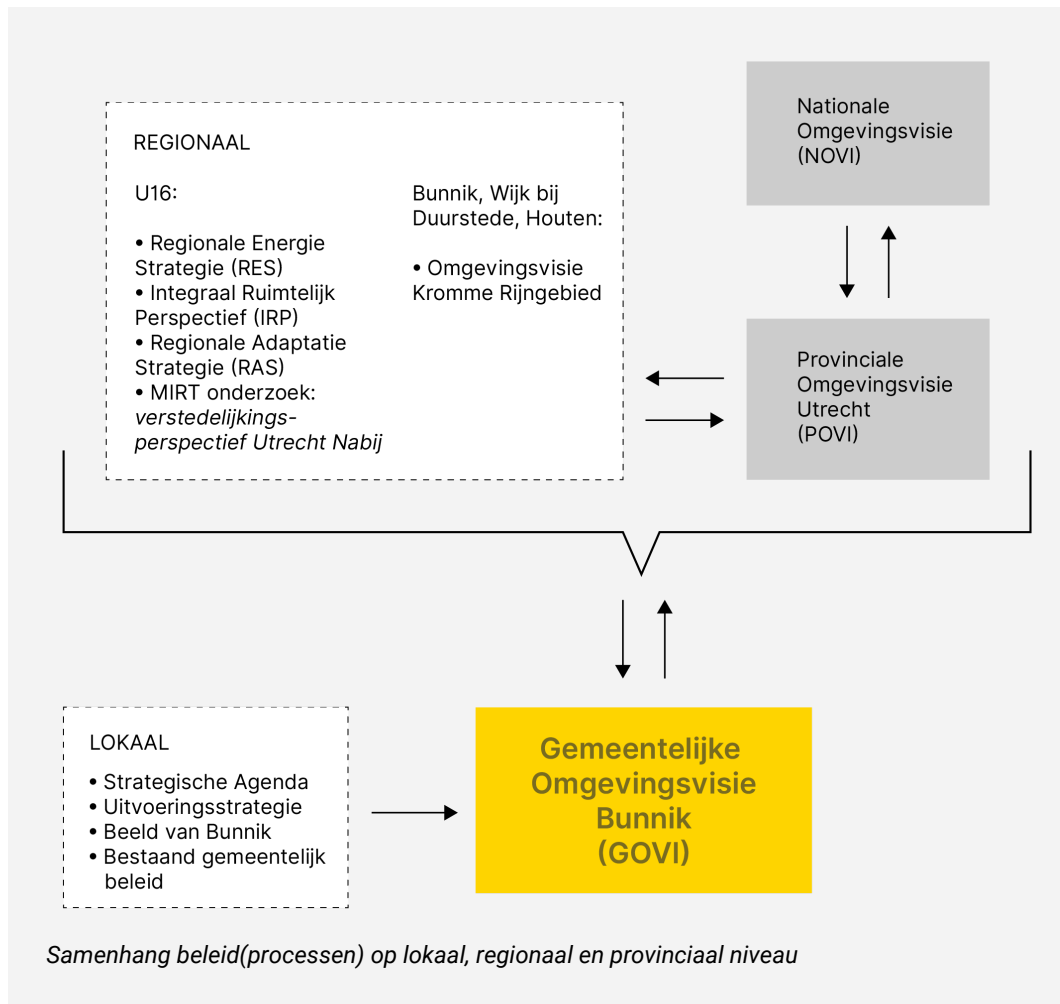 REGIONAAL
U16:
• Regionale Energie
Strategie (RES)
• Integraal Ruimtelijk
Perspectief (IRP)
• Regionale Adaptatie
Strategie (RAS)
• MIRT onderzoek:
verstedelijkings-
perspectief Utrecht Nabij
Bunnik, Wijk bij
Duurstede, Houten:
• Omgevingsvisie
Kromme Rijngebied
Nationale
Omgevingsvisie
(NOVI)
Provinciale
Omgevingsvisie
Utrecht
(POVI)
LOKAAL
• Strategische Agenda
• Uitvoeringsstrategie
• Beeld van Bunnik
• Bestaand gemeentelijk
beleid
Gemeentelijke
Omgevingsvisie
Bunnik
(GOVI)
Samenhang beleid(processen) op lokaal, regionaal en provinciaal niveau